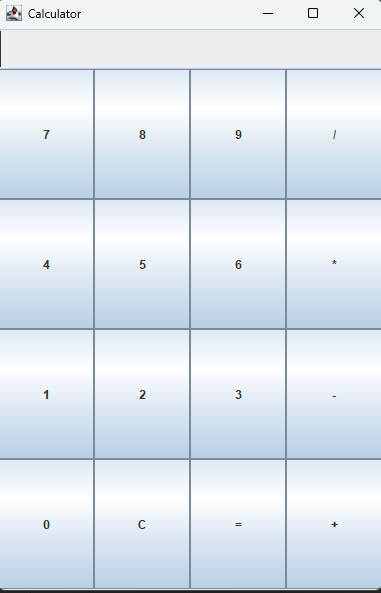 Calculator
7 8 9 /
4 5 6 *
1 2 3 -
0 C = +